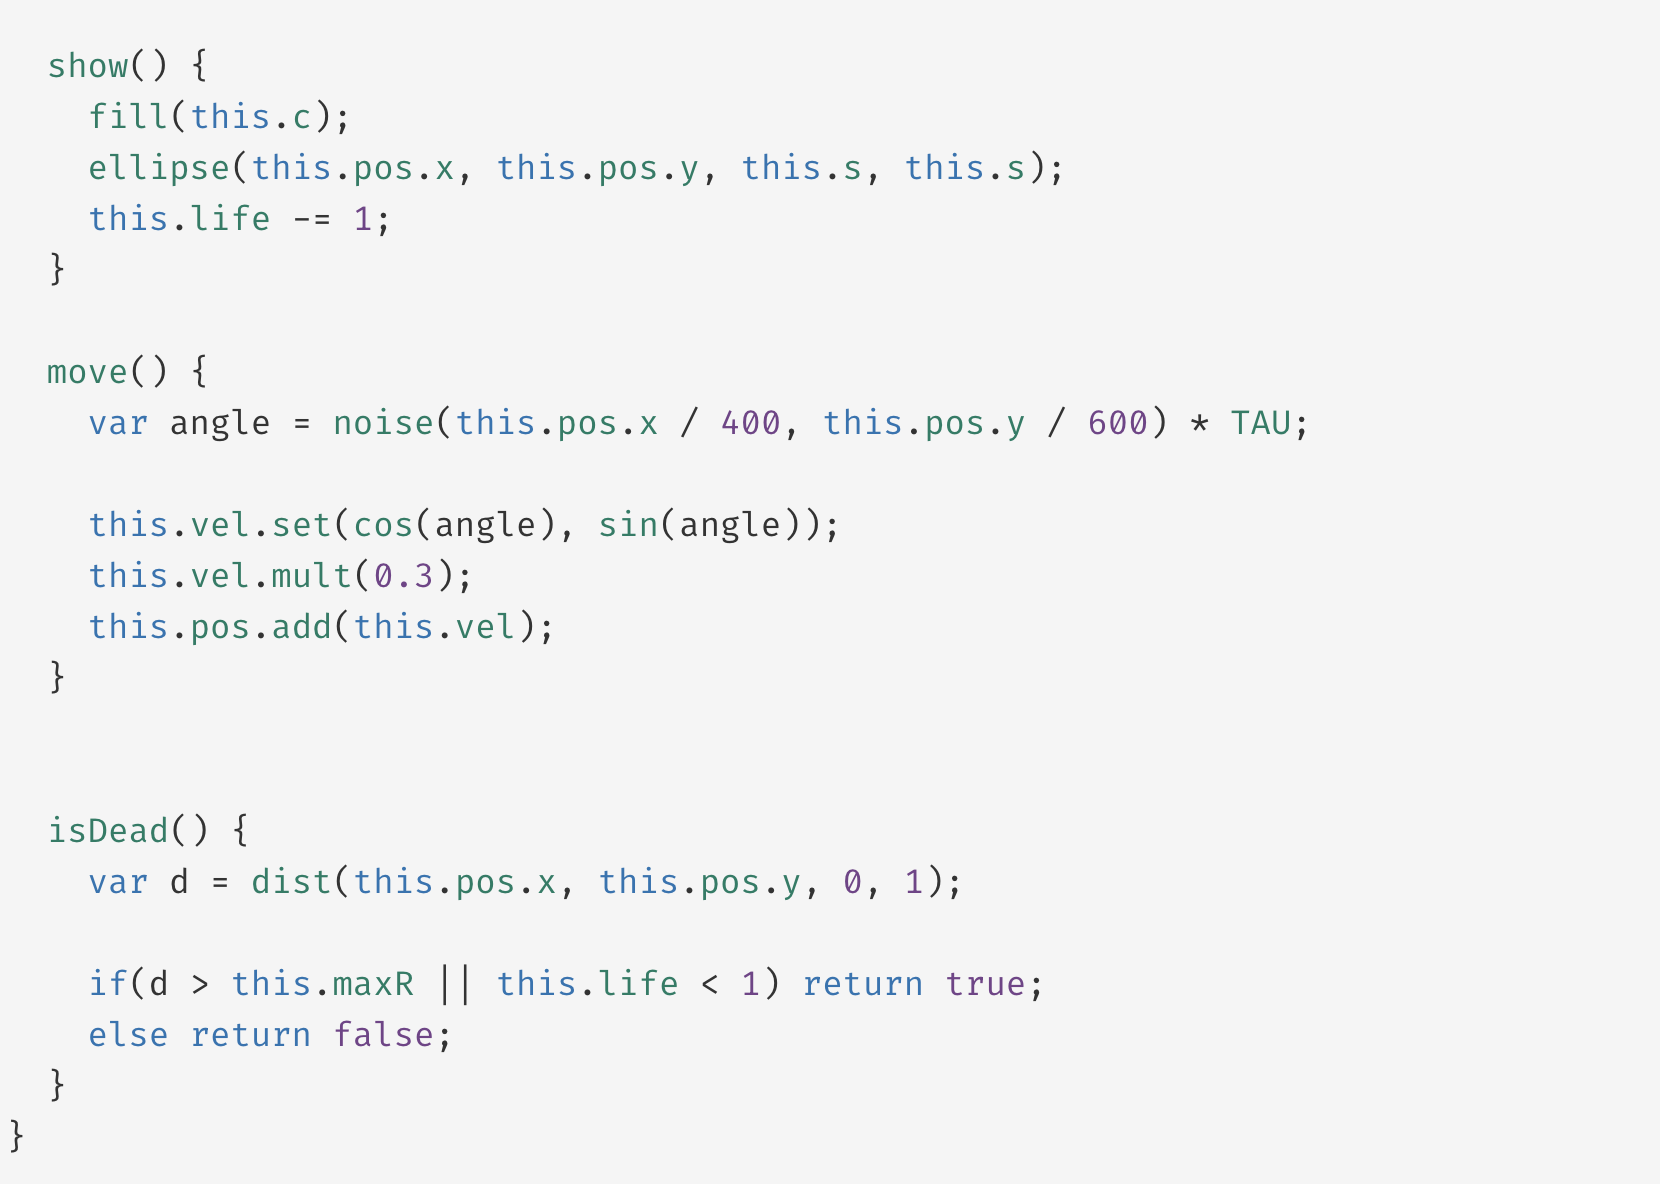 show() {
fill(this.c);
ellipse(this.pos.x, this.pos.y, this.s, this.s);
this.life -= 1;
}
move() {
var angle = noise(this.pos.x / 400, this.pos.y / 600) * TAU;
this.vel.set(cos(angle), sin(angle));
this.vel.mult(0.3);
this.pos.add(this.vel);
}
isDead() {
var d = dist(this.pos.x, this.pos.y, 0, 1);
if(d > this.maxR || this.life < 1) return true;
else return false;
}
}